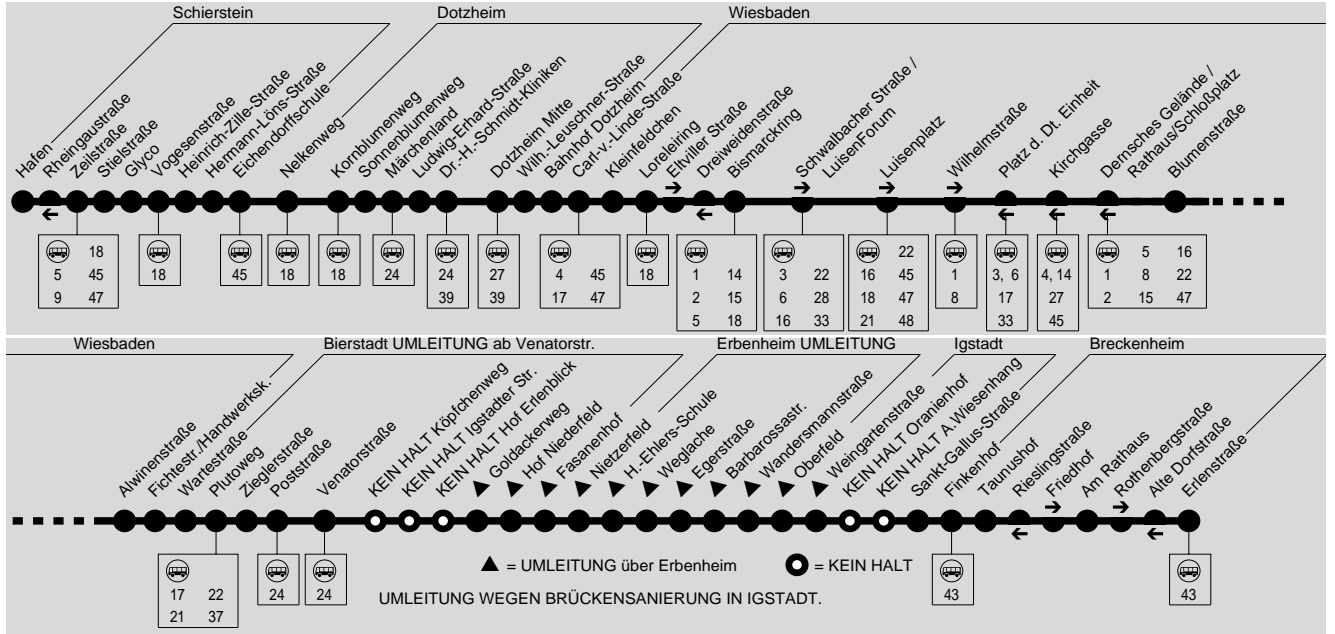 Schierstein
Dotzheim
Wiesbaden
Hafen
Rheingaustraße
Zeilstraße
Stielstraße
Glyco
Vogesenstraße
Heinrich-Zille-Straße
Hermann-Löns-Straße
Eichendorffschule
Nelkenweg
Kornblumenweg
Sonnenblumenweg
Märchenland
Ludwig-Erhard-Straße
Dr.-H.-Schmidt-Kliniken
Dotzheim Mitte
Wilh.-Leuschner-Straße
Bahnhof Dotzheim
Carl-v.-Linde-Straße
Kleinfeldchen
Loreleiring
Eltviller Straße
Dreiweidenstraße
Bismarckring
Schwalbacher Straße /
LuisenForum
Luisenplatz
Wilhelmstraße
Platz d. Dt. Einheit
Kirchgasse
Dernsches Gelände /
Rathaus/Schloßplatz
Blumenstraße
18
5 45
9 47
18
45
18
18
24
24
39
27
39
4 45
17 47
18
1 14
2 15
5 18
3 22
6 28
16 33
22
16 45
18 47
21 48
1
8
3, 6
17
33
4, 14
27
45
5 16
1 8 22
2 15 47
Wiesbaden
Bierstadt UMLEITUNG ab Venatorstr.
Erbenheim UMLEITUNG
Igstadt
Breckenheim
Alwinenstraße
Fichtestr./Handwerksk.
Wartestraße
Plutoweg
Zieglerstraße
Poststraße
Venatorstraße
KEIN HALT Köpfchenweg
KEIN HALT Igstadter Str.
KEIN HALT Hof Erlenblick
Goldackerweg
Hof Niederfeld
Fasanenhof
Nietzerfeld
H.-Ehlers-Schule
Weglache
Egerstraße
Barbarossastr.
Wandersmannstraße
Oberfeld
Weingartenstraße
KEIN HALT Oranienhof
KEIN HALT A.Wiesenhang
Sankt-Gallus-Straße
Finkenhof
Taunushof
Rieslingstraße
Friedhof
Am Rathaus
Rothenbergstraße
Alte Dorfstraße
Erlenstraße
17 22
21 37
24
24
43
43
= UMLEITUNG über Erbenheim
= KEIN HALT
UMLEITUNG WEGEN BRÜCKENSANIERUNG IN IGSTADT.